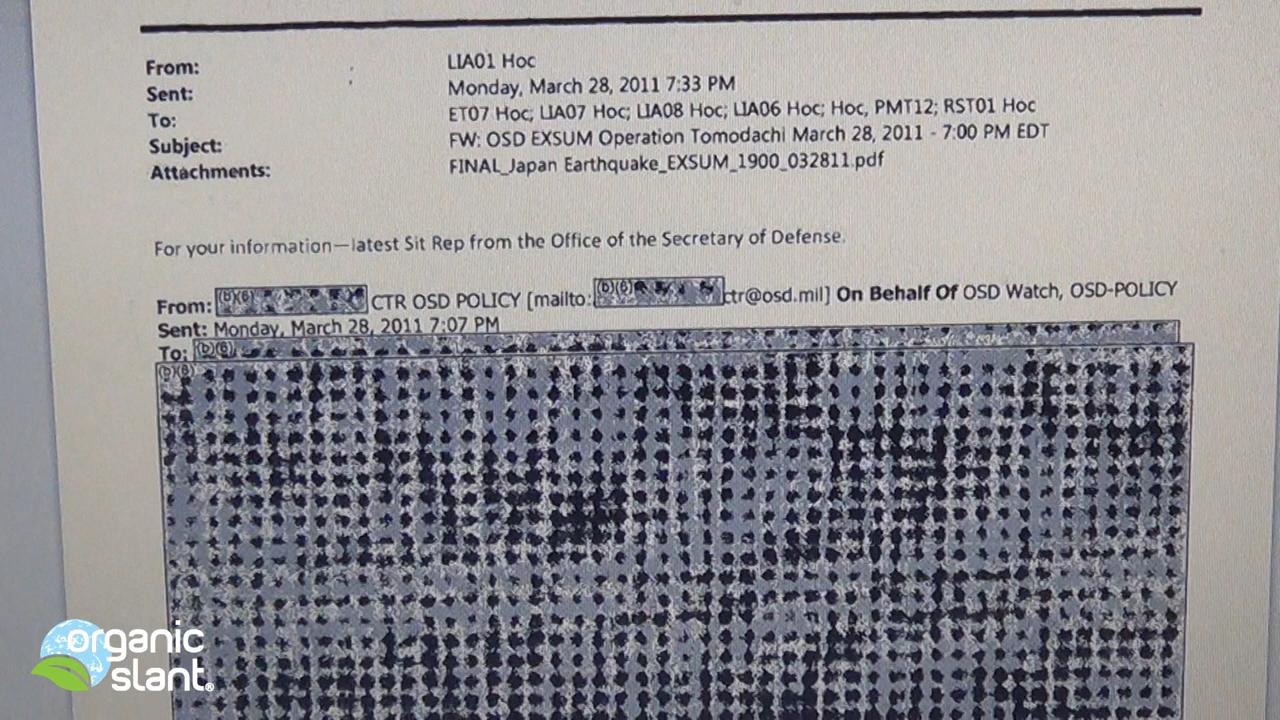 From: LIA01 Hoc
Sent: Monday, March 28, 2011 7:33 PM
To: ET07 Hoc; LIA07 Hoc; LIA08 Hoc; LIA06 Hoc; Hoc, PMT12; RST01 Hoc
Subject: FW: OSD EXSUM Operation Tomodachi March 28, 2011 - 7:00 PM EDT
Attachments: FINAL_Japan Earthquake_EXSUM_1900_032811.pdf
For your information—latest Sit Rep from the Office of the Secretary of Defense.
From: (b)(6) CTR OSD POLICY [mailto: (b)(6) ctr@osd.mil] On Behalf Of OSD Watch, OSD-POLICY
Sent: Monday, March 28, 2011 7:07 PM
To: (b)(6)
(b)(6)
organic
slant®